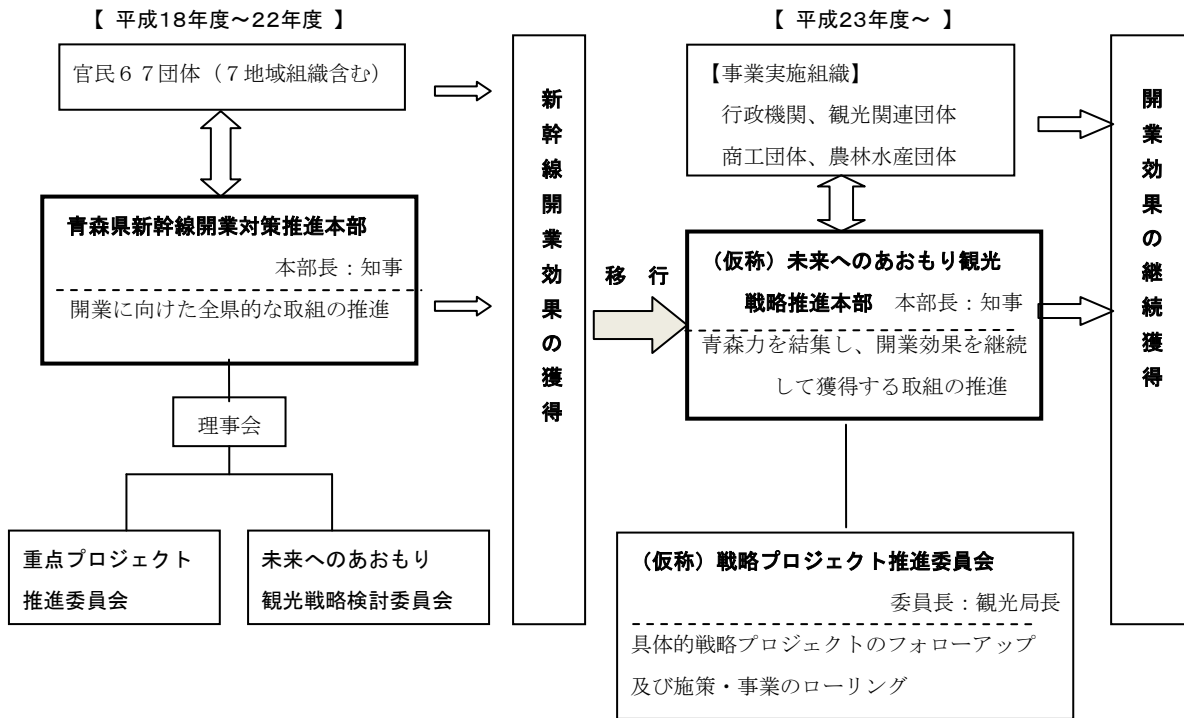 【 平成18年度～22年度 】
官民６７団体（７地域組織含む）
青森県新幹線開業対策推進本部
本部長：知事
開業に向けた全県的な取組の推進
理事会
重点プロジェクト
推進委員会
未来へのあおもり
観光戦略検討委員会
新幹線開業効果の獲得
移 行
【 平成23年度～ 】
【事業実施組織】
行政機関、観光関連団体
商工団体、農林水産団体
（仮称）未来へのあおもり観光
戦略推進本部 本部長：知事
青森力を結集し、開業効果を継続
して獲得する取組の推進
（仮称）戦略プロジェクト推進委員会
委員長：観光局長
具体的戦略プロジェクトのフォローアップ
及び施策・事業のローリング
開業効果の継続獲得